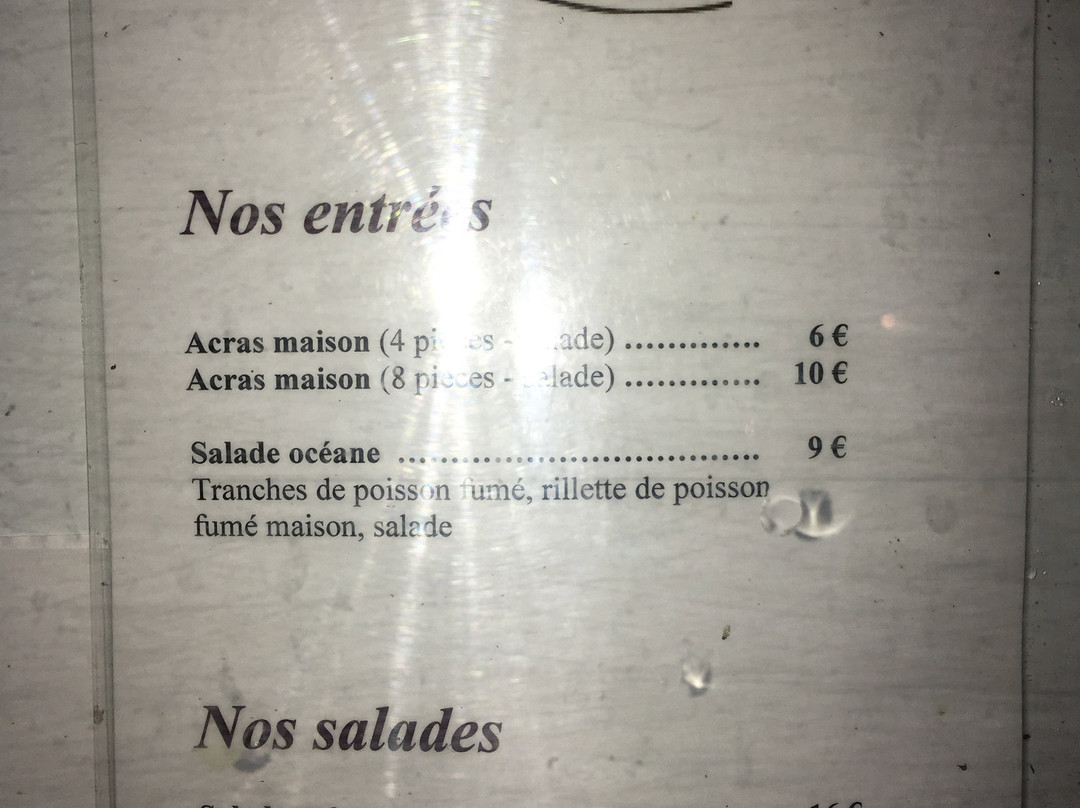 Nos entrées
Acras maison (4 pièces - salade) ............. 6 €
Acras maison (8 pièces - salade) ............. 10 €
Salade océane .................................. 9 €
Tranches de poisson fumé, rillette de poisson
fumé maison, salade
Nos salades